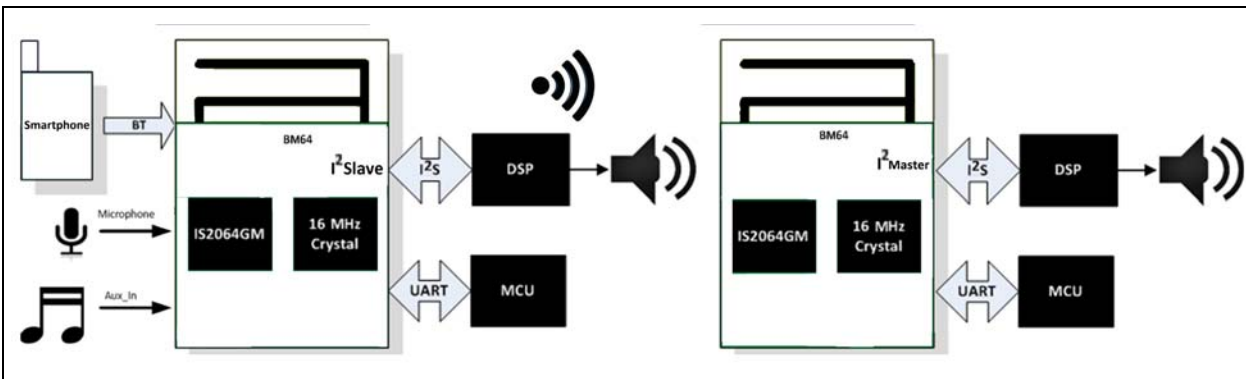 Smartphone
BT
Microphone
Aux_In
BM64
I²Slave
IS2064GM
16 MHz
Crystal
I²S
DSP
UART
MCU
BM64
I²Master
IS2064GM
16 MHz
Crystal
I²S
DSP
UART
MCU